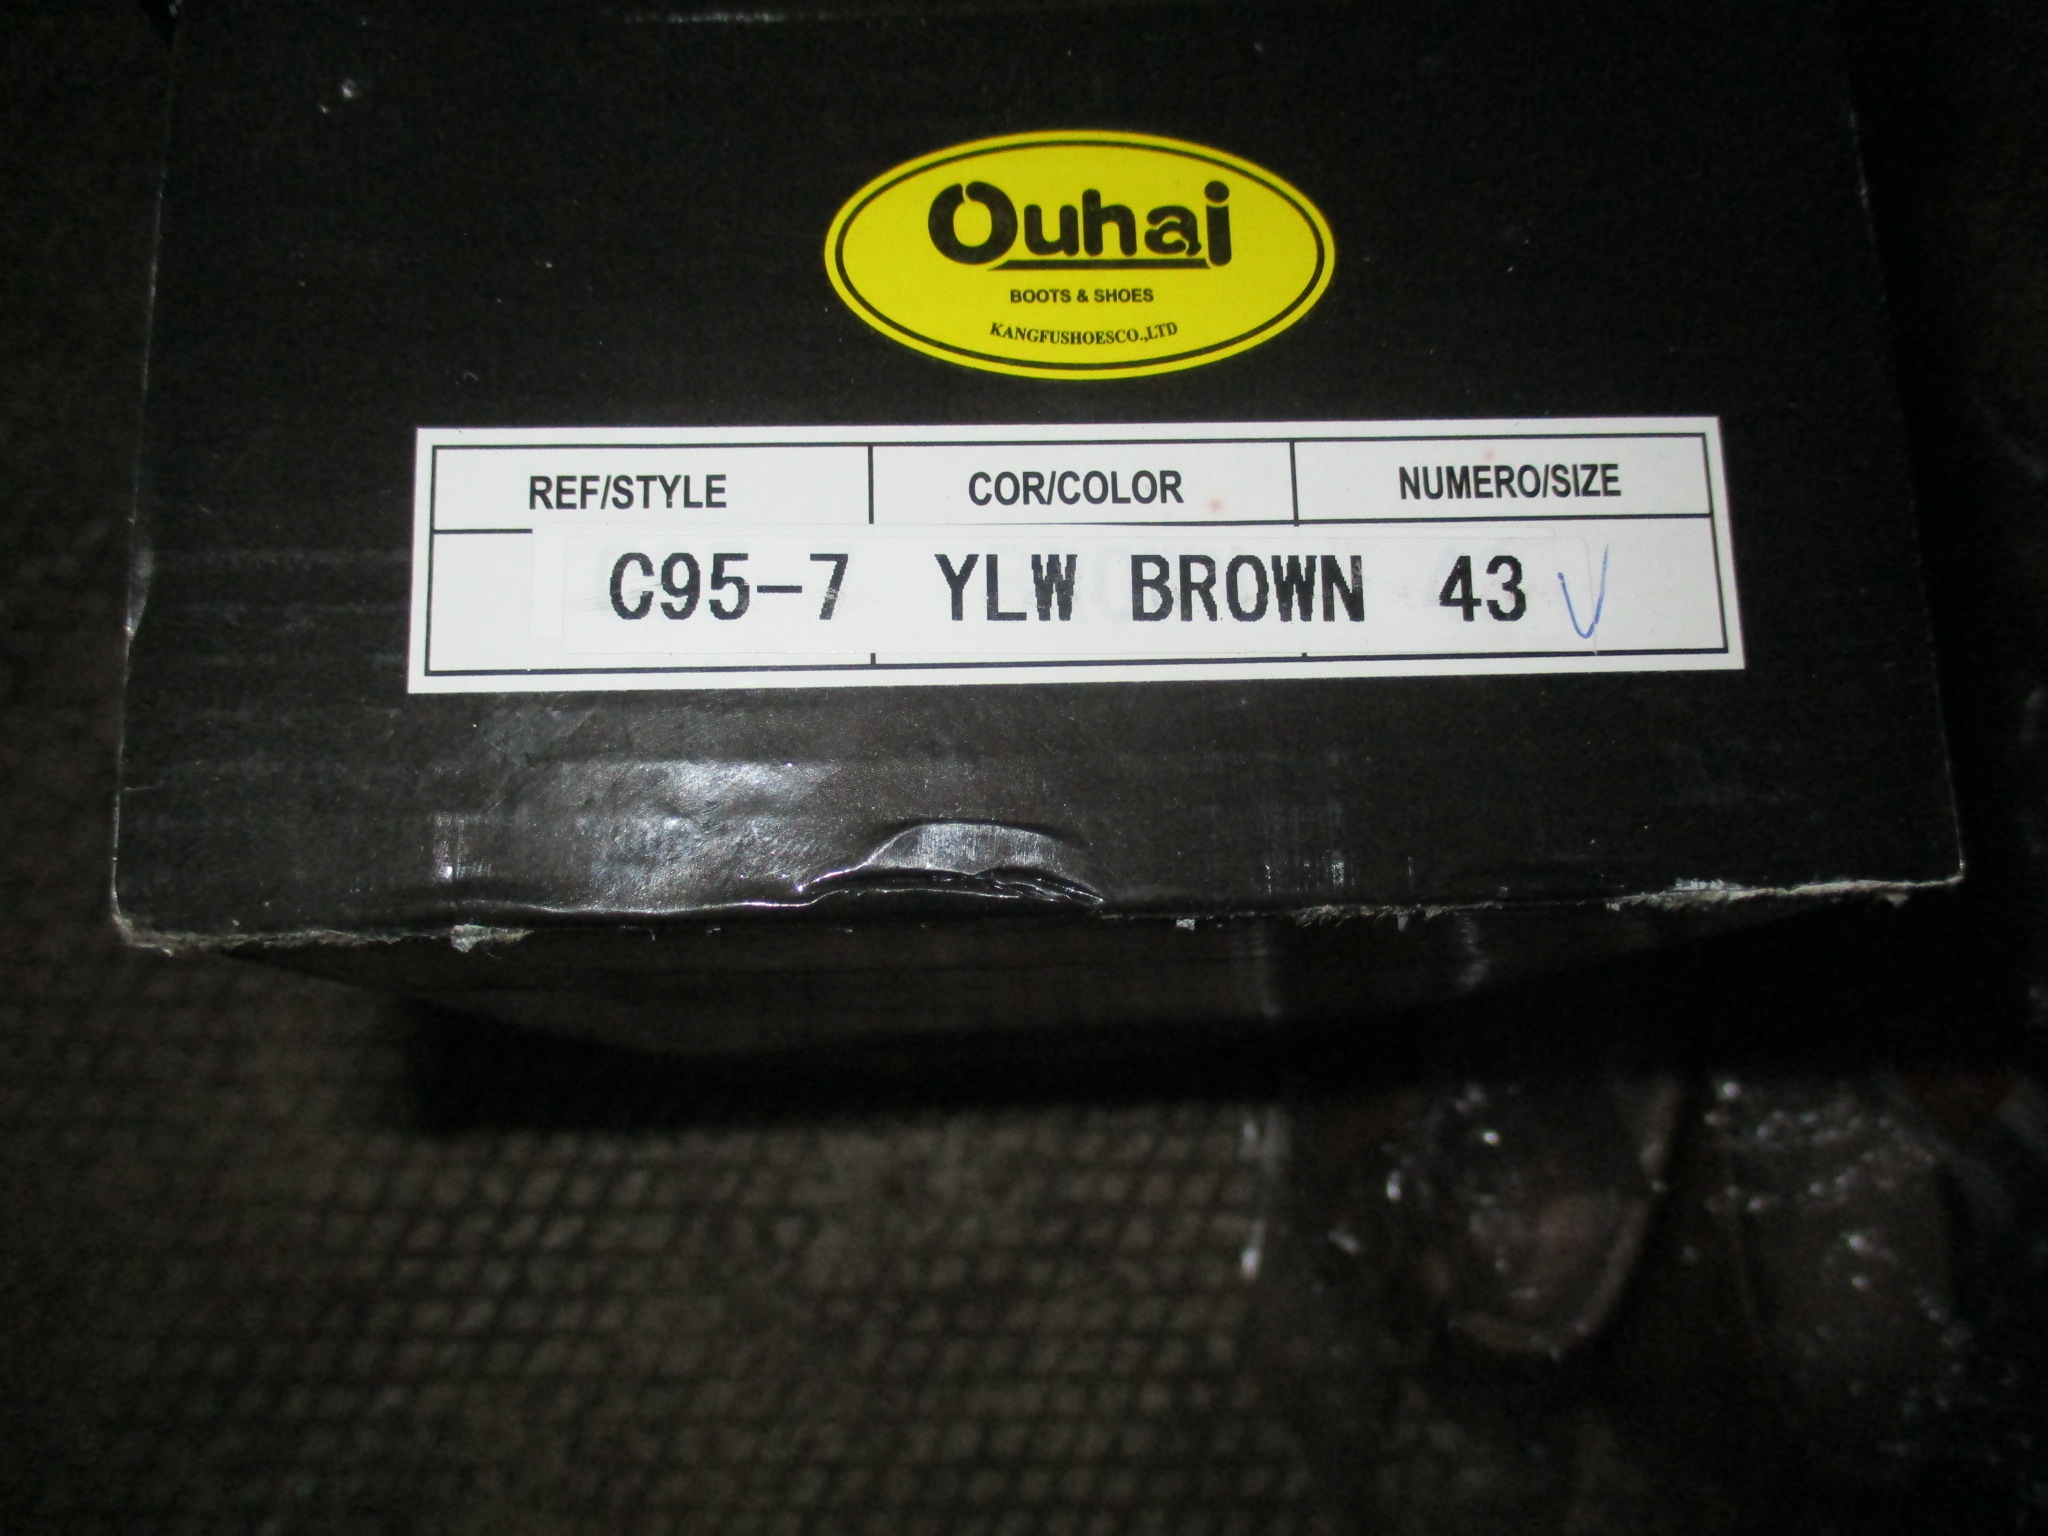 Ouhai
BOOTS & SHOES
KANGFUSHOESCO.,LTD
REF/STYLE COR/COLOR NUMERO/SIZE
C95-7 YLW BROWN 43